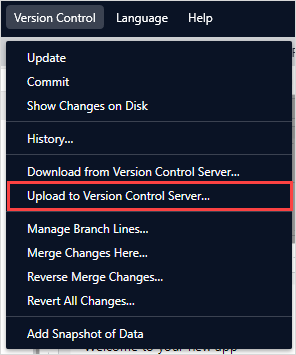 Version Control Language Help
Update
Commit
Show Changes on Disk
History...
Download from Version Control Server...
Upload to Version Control Server...
Manage Branch Lines...
Merge Changes Here...
Reverse Merge Changes...
Revert All Changes...
Add Snapshot of Data
Welcome to your new app